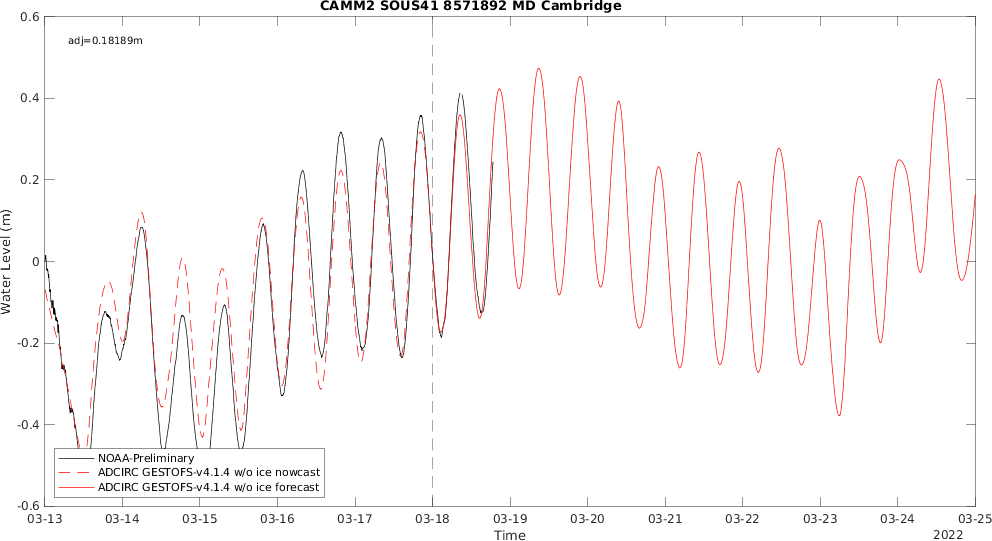 CAMM2 SOUS41 8571892 MD Cambridge
adj=0.18189m
0.6
0.4
0.2
0
-0.2
-0.4
-0.6
Water Level (m)
NOAA-Preliminary
ADCIRC GESTOFS-v4.1.4 w/o ice nowcast
ADCIRC GESTOFS-v4.1.4 w/o ice forecast
03-13 03-14 03-15 03-16 03-17 03-18 03-19 03-20 03-21 03-22 03-23 03-24 03-25
Time
2022